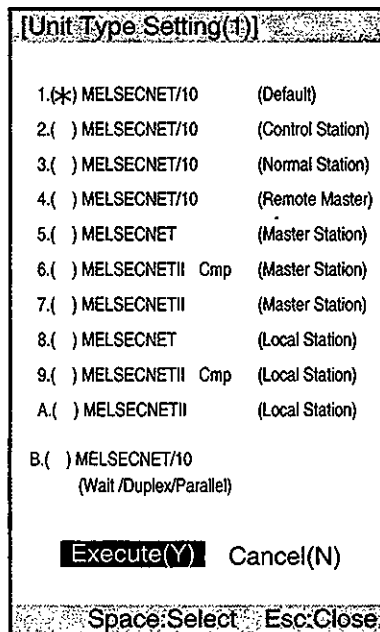 [Unit Type Setting(1)]
1.(*) MELSECNET/10 (Default)
2.( ) MELSECNET/10 (Control Station)
3.( ) MELSECNET/10 (Normal Station)
4.( ) MELSECNET/10 (Remote Master)
5.( ) MELSECNET (Master Station)
6.( ) MELSECNETII Cmp (Master Station)
7.( ) MELSECNETII (Master Station)
8.( ) MELSECNET (Local Station)
9.( ) MELSECNETII Cmp (Local Station)
A.( ) MELSECNETII (Local Station)
B.( ) MELSECNET/10
(Wait /Duplex/Parallel)
Execute(Y) Cancel(N)
Space:Select Esc:Close